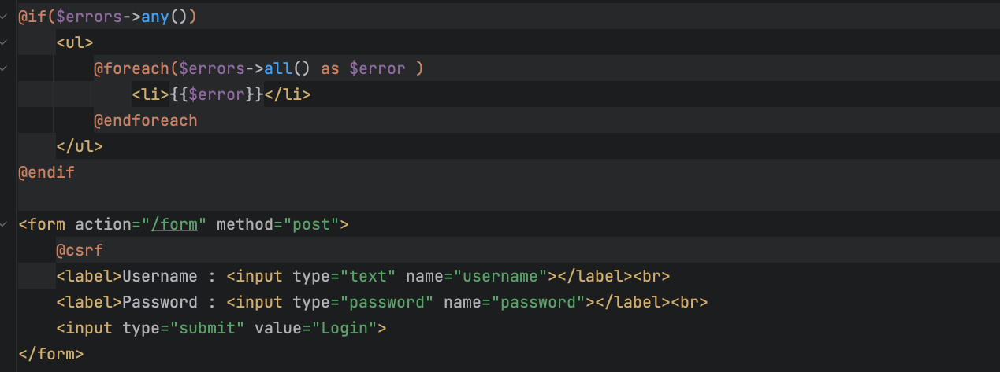 @if($errors->any())
    <ul>
        @foreach($errors->all() as $error )
            <li>{{$error}}</li>
        @endforeach
    </ul>
@endif

<form action="/form" method="post">
    @csrf
    <label>Username : <input type="text" name="username"></label><br>
    <label>Password : <input type="password" name="password"></label><br>
    <input type="submit" value="Login">
</form>